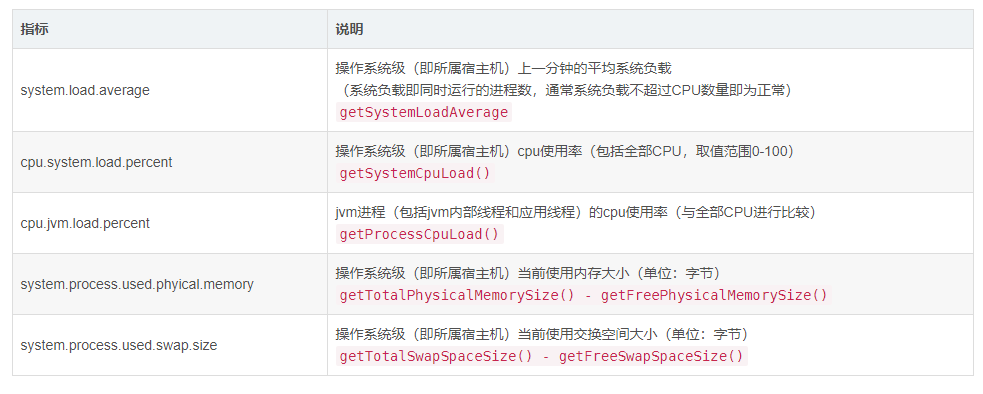 指标 说明
system.load.average
操作系统级（即所属宿主机）上一分钟的平均系统负载
（系统负载即同时运行的进程数，通常系统负载不超过CPU数量即为正常）
getSystemLoadAverage
cpu.system.load.percent
操作系统级（即所属宿主机）cpu使用率（包括全部CPU，取值范围0-100）
getSystemCpuLoad()
cpu.jvm.load.percent
jvm进程（包括jvm内部线程和应用线程）的cpu使用率（与全部CPU进行比较）
getProcessCpuLoad()
system.process.used.phyical.memory
操作系统级（即所属宿主机）当前使用内存大小（单位：字节）
getTotalPhysicalMemorySize() - getFreePhysicalMemorySize()
system.process.used.swap.size
操作系统级（即所属宿主机）当前使用交换空间大小（单位：字节）
getTotalSwapSpaceSize() - getFreeSwapSpaceSize()